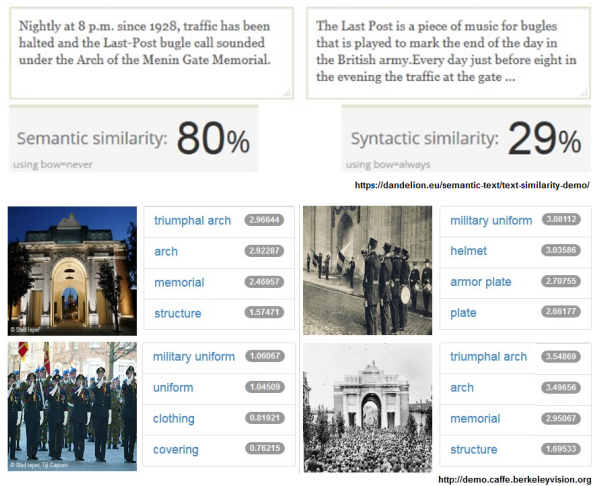 Nightly at 8 p.m. since 1928, traffic has been
halted and the Last-Post bugle call sounded
under the Arch of the Menin Gate Memorial.
The Last Post is a piece of music for bugles
that is played to mark the end of the day in
the British army.Every day just before eight in
the evening the traffic at the gate ...
Semantic similarity: 80%
using bow=never
Syntactic similarity: 29%
using bow=always
https://dandelion.eu/semantic-text/text-similarity-demo/
© Stad Ieper
triumphal arch 2.96644
arch 2.92287
memorial 2.46957
structure 1.57471
military uniform 3.08112
helmet 3.03586
armor plate 2.70755
plate 2.66177
© Stad Ieper, Tijl Capoen
military uniform 1.06067
uniform 1.04509
clothing 0.81921
covering 0.76215
triumphal arch 3.54869
arch 3.49656
memorial 2.95067
structure 1.69533
http://demo.caffe.berkeleyvision.org